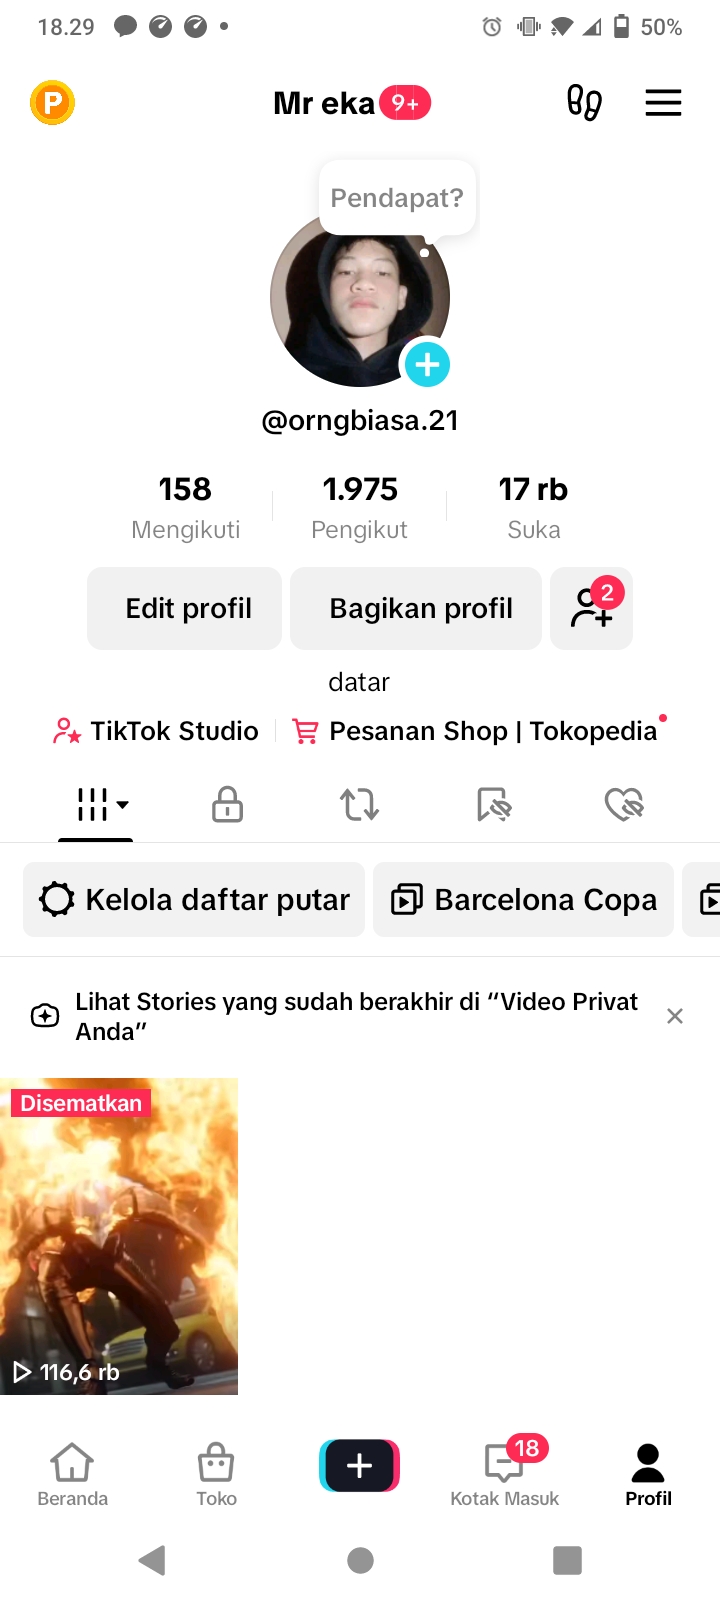 18.29
50%
P
Mr eka 9+
Pendapat?
@orngbiasa.21
158
Mengikuti
1.975
Pengikut
17 rb
Suka
Edit profil
Bagikan profil
2
datar
TikTok Studio
Pesanan Shop | Tokopedia
Kelola daftar putar
Barcelona Copa
Lihat Stories yang sudah berakhir di “Video Privat
Anda”
Disematkan
116,6 rb
Beranda
Toko
18
Kotak Masuk
Profil